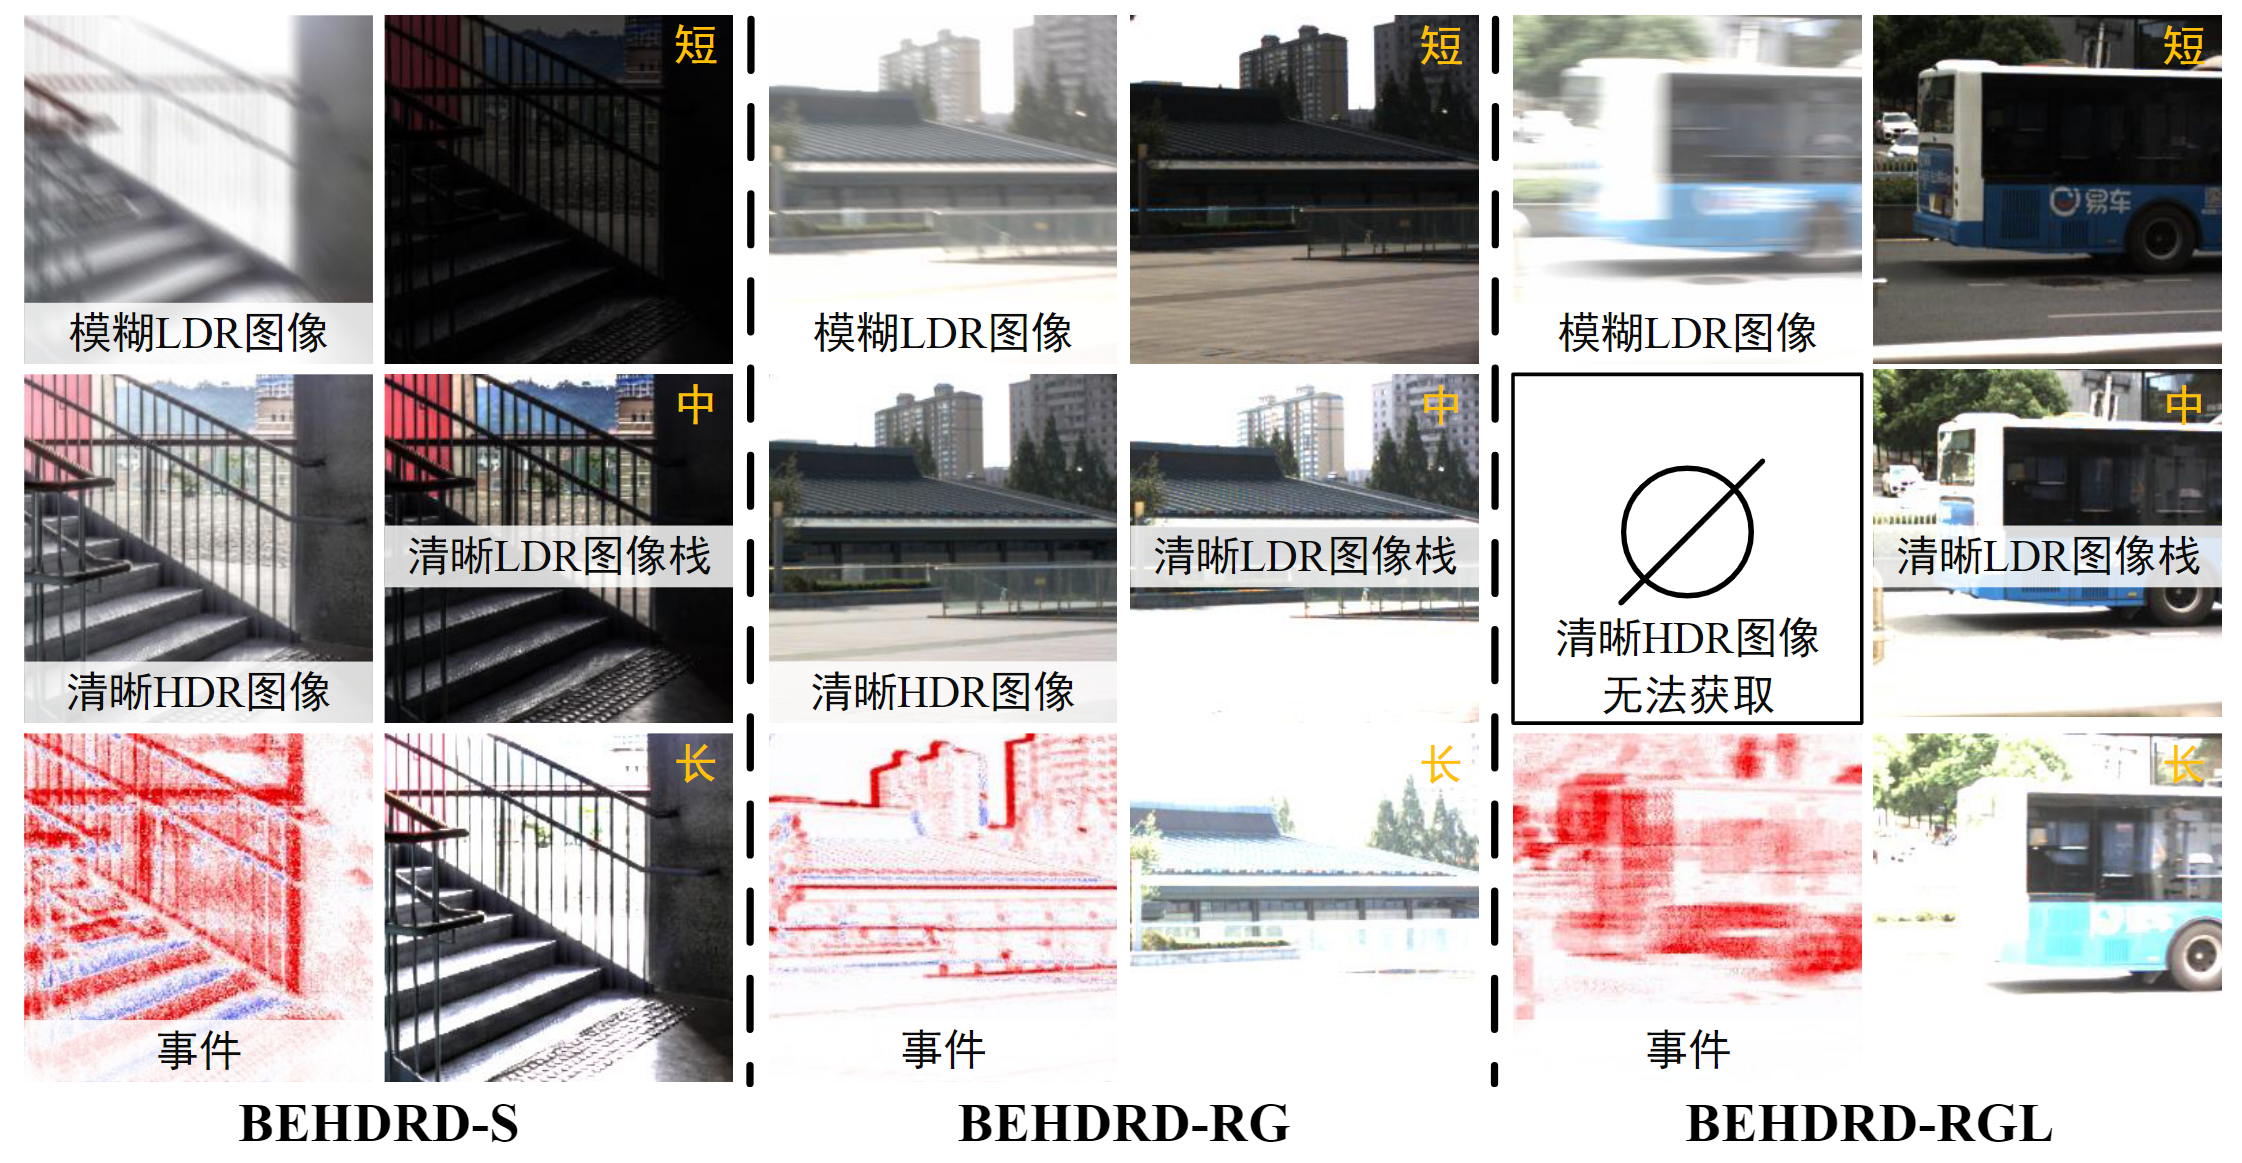 短
模糊LDR图像
中
清晰LDR图像栈
清晰HDR图像
长
事件
BEHDRD-S
短
模糊LDR图像
中
清晰LDR图像栈
清晰HDR图像
长
事件
BEHDRD-RG
短
易车
模糊LDR图像
中
清晰LDR图像栈
清晰HDR图像
无法获取
长
事件
BEHDRD-RGL